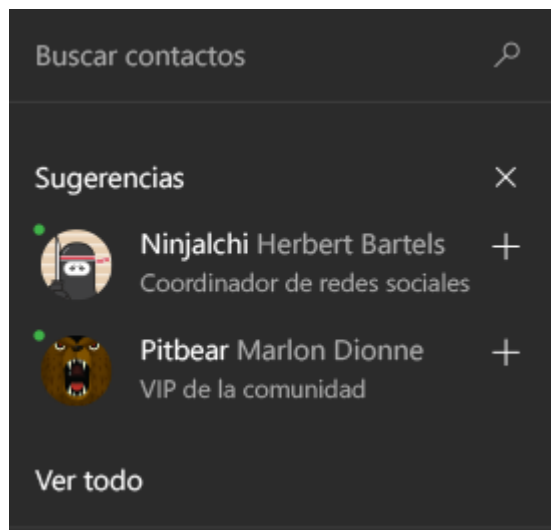 Buscar contactos
Sugerencias
Ninjalchi Herbert Bartels
Coordinador de redes sociales
Pitbear Marlon Dionne
VIP de la comunidad
Ver todo